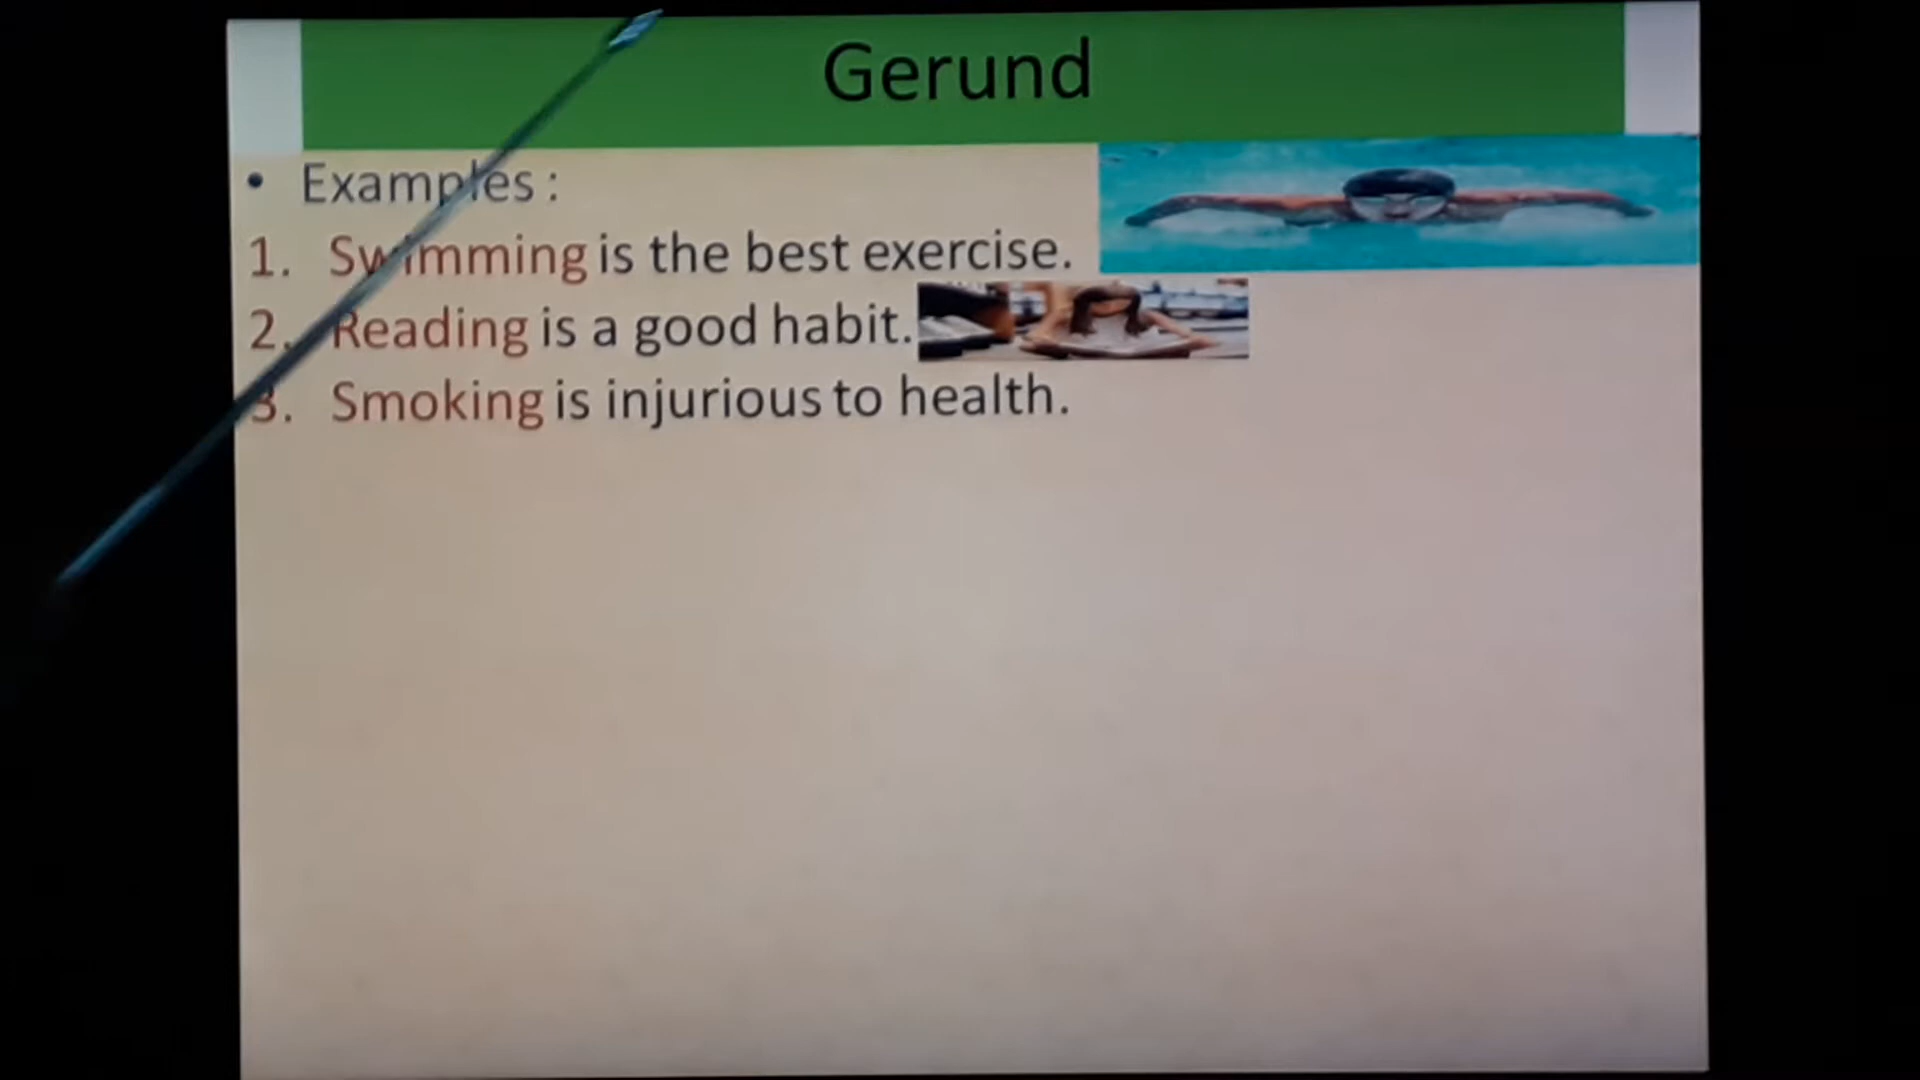 Gerund
• Examples :
1. Swimming is the best exercise.
2. Reading is a good habit.
3. Smoking is injurious to health.